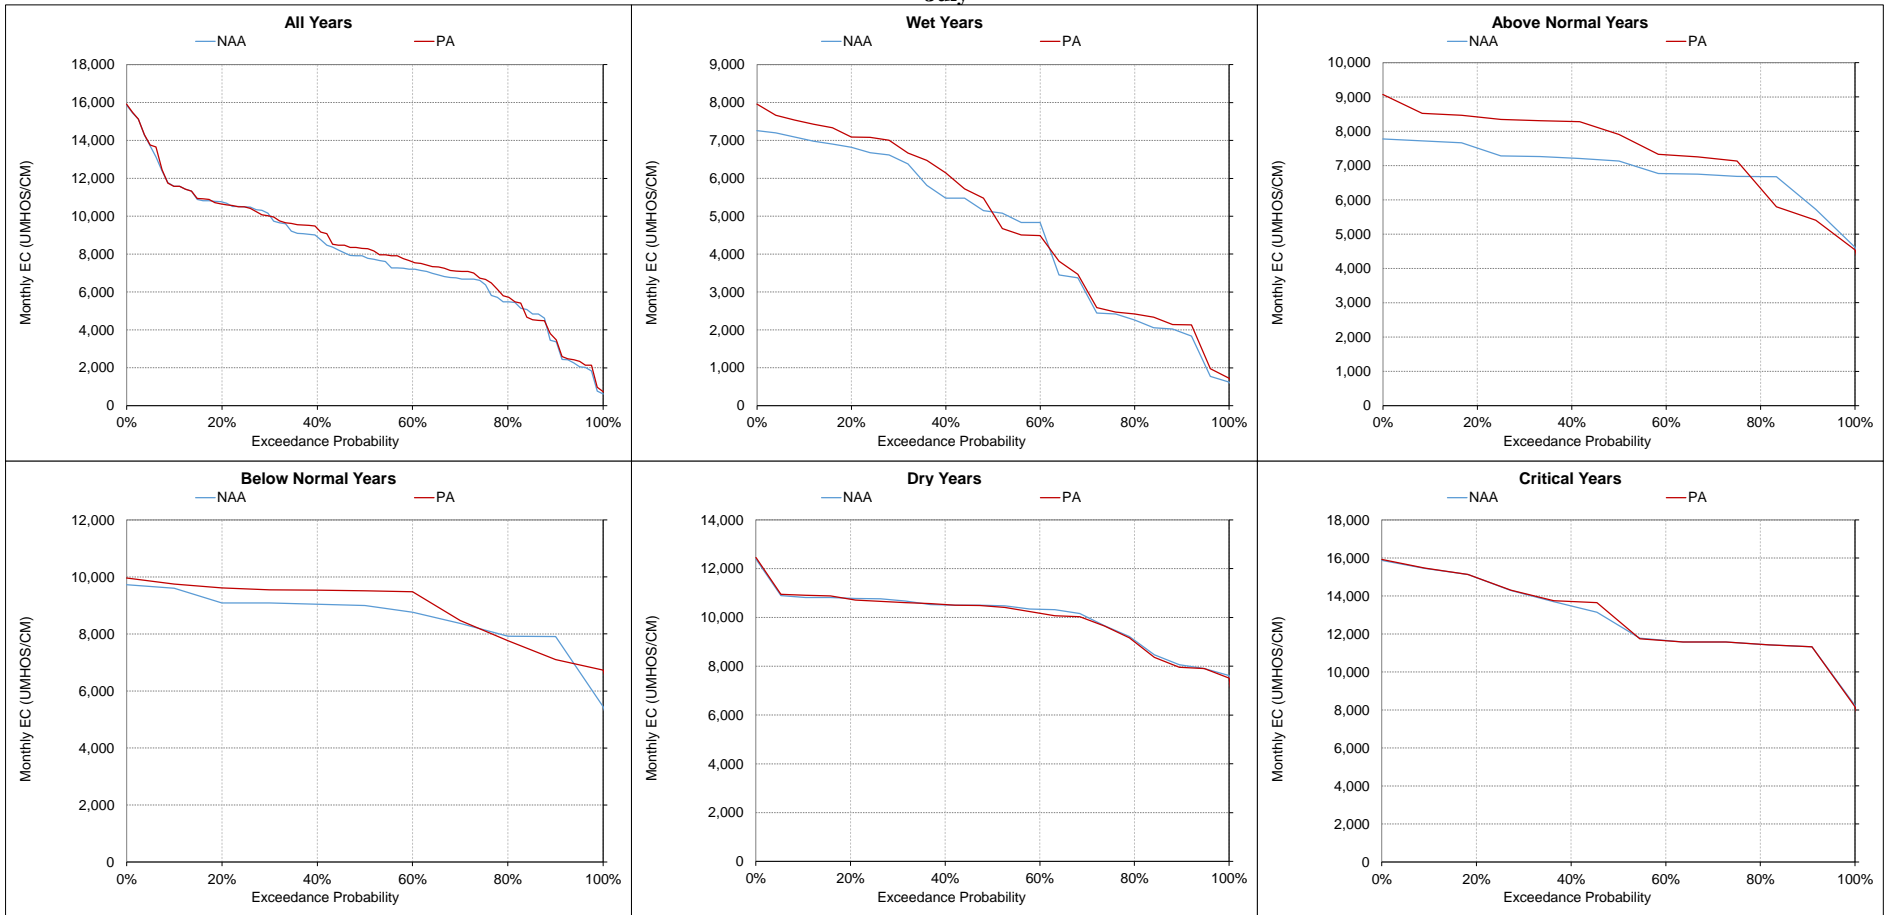 All Years
NAA PA
18,000
16,000
14,000
12,000
10,000
8,000
6,000
4,000
2,000
0
Monthly EC (UMHOS/CM)
0% 20% 40% 60% 80% 100%
Exceedance Probability
Wet Years
NAA PA
9,000
8,000
7,000
6,000
5,000
4,000
3,000
2,000
1,000
0
Monthly EC (UMHOS/CM)
0% 20% 40% 60% 80% 100%
Exceedance Probability
Above Normal Years
NAA PA
10,000
9,000
8,000
7,000
6,000
5,000
4,000
3,000
2,000
1,000
0
Monthly EC (UMHOS/CM)
0% 20% 40% 60% 80% 100%
Exceedance Probability
Below Normal Years
NAA PA
12,000
10,000
8,000
6,000
4,000
2,000
0
Monthly EC (UMHOS/CM)
0% 20% 40% 60% 80% 100%
Exceedance Probability
Dry Years
NAA PA
14,000
12,000
10,000
8,000
6,000
4,000
2,000
0
Monthly EC (UMHOS/CM)
0% 20% 40% 60% 80% 100%
Exceedance Probability
Critical Years
NAA PA
18,000
16,000
14,000
12,000
10,000
8,000
6,000
4,000
2,000
0
Monthly EC (UMHOS/CM)
0% 20% 40% 60% 80% 100%
Exceedance Probability